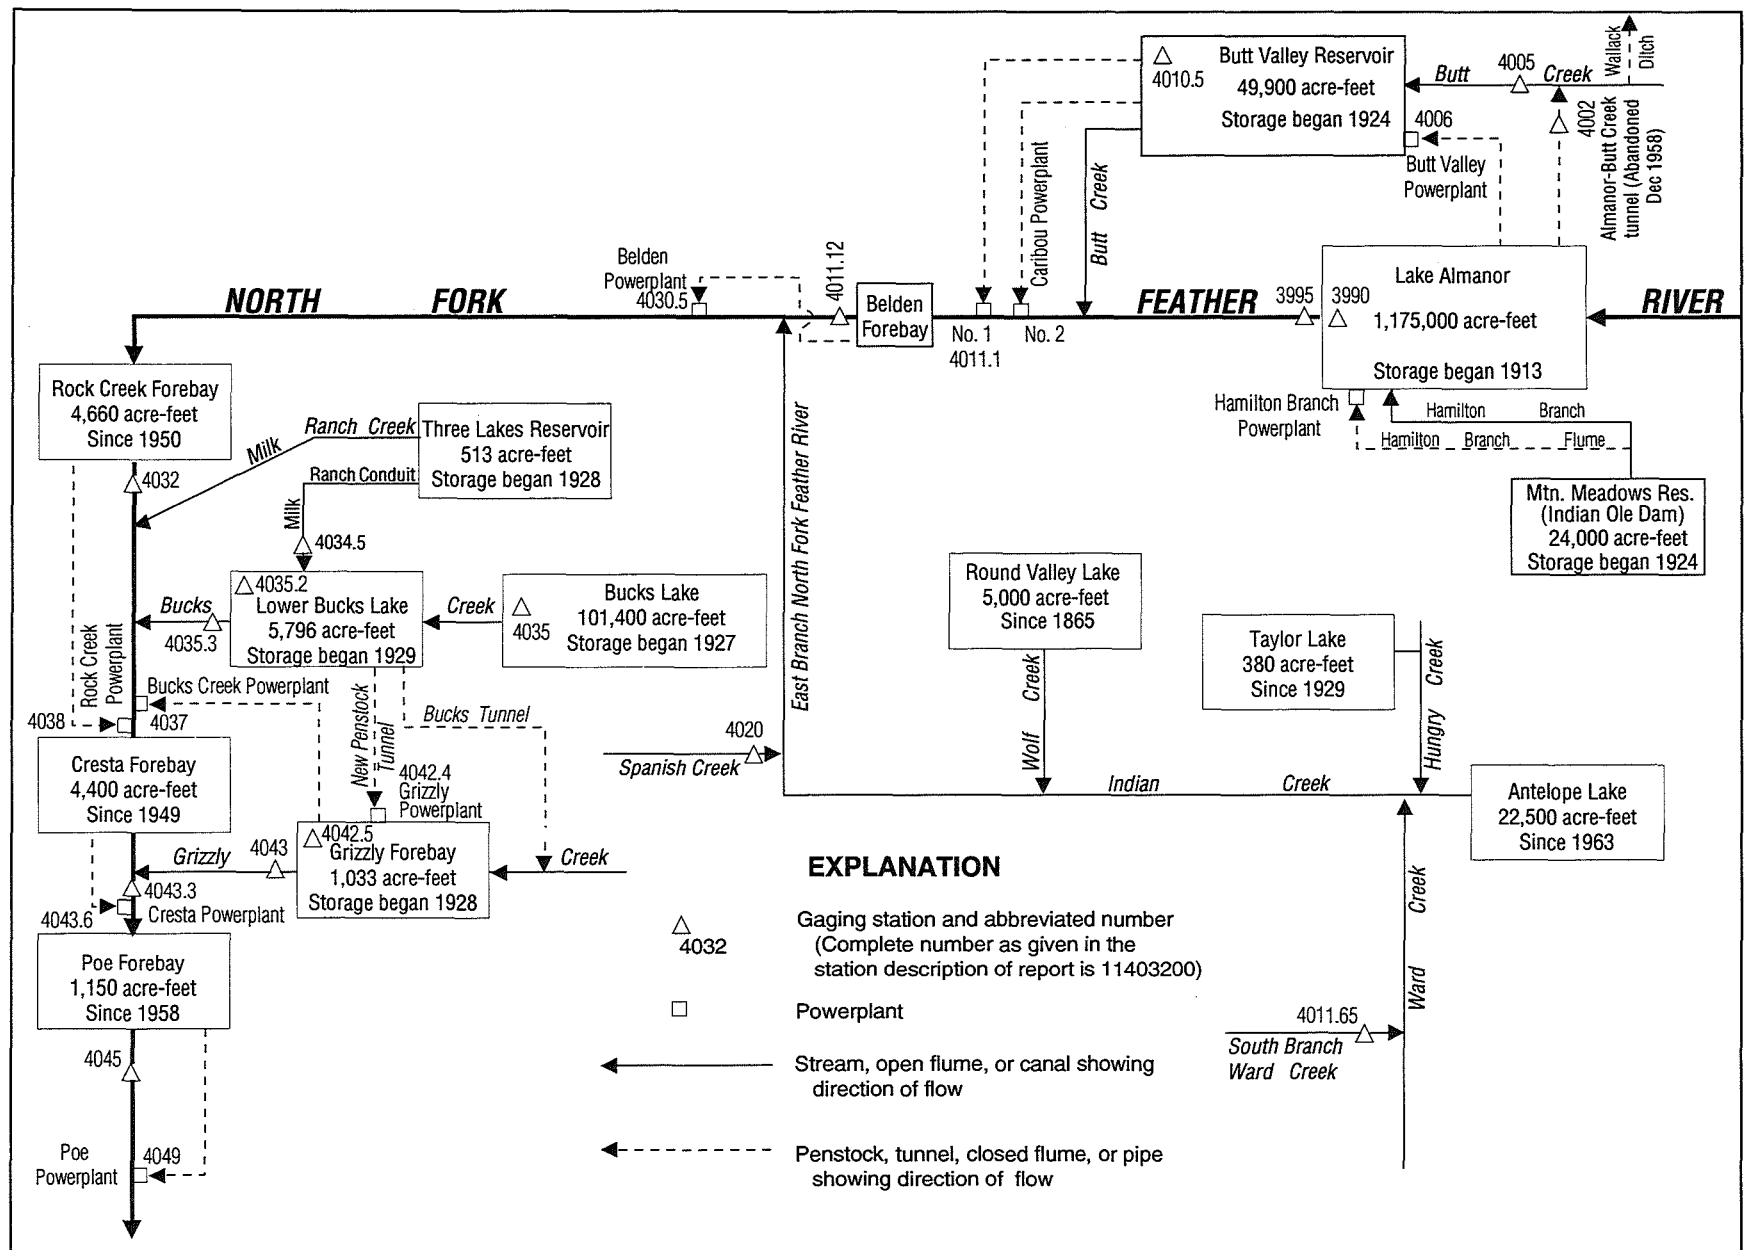 Butt Valley Reservoir
49,900 acre-feet
Storage began 1924
4010.5
Butt Creek
4005
Wallack
Ditch
4002
Almanor-Butt Creek
tunnel (Abandoned
Dec 1958)
4006
Butt Valley
Powerplant
Caribou Powerplant
Butt Creek
Belden
Powerplant
4030.5
4011.12
Belden
Forebay
No. 1
4011.1
No. 2
NORTH FORK FEATHER RIVER
3995
3990
Lake Almanor
1,175,000 acre-feet
Storage began 1913
Hamilton Branch
Powerplant
Hamilton Branch
Hamilton Branch Flume
Mtn. Meadows Res.
(Indian Ole Dam)
24,000 acre-feet
Storage began 1924
Rock Creek Forebay
4,660 acre-feet
Since 1950
4032
Milk Ranch Creek
Three Lakes Reservoir
513 acre-feet
Storage began 1928
Milk Ranch Conduit
4034.5
4035.2
Lower Bucks Lake
5,796 acre-feet
Storage began 1929
Bucks Creek
4035.3
4035
Bucks Lake
101,400 acre-feet
Storage began 1927
East Branch North Fork Feather River
Round Valley Lake
5,000 acre-feet
Since 1865
Wolf Creek
Taylor Lake
380 acre-feet
Since 1929
Hungry Creek
Rock Creek
Powerplant
Bucks Creek Powerplant
4038
4037
New Penstock
Tunnel
Bucks Tunnel
4020
Spanish Creek
Indian Creek
Antelope Lake
22,500 acre-feet
Since 1963
Cresta Forebay
4,400 acre-feet
Since 1949
4042.4
Grizzly
Powerplant
4042.5
Grizzly Forebay
1,033 acre-feet
Storage began 1928
Grizzly Creek
4043
4043.3
4043.6
Cresta Powerplant
Poe Forebay
1,150 acre-feet
Since 1958
4045
Poe
Powerplant
4049
Ward Creek
4011.65
South Branch
Ward Creek
EXPLANATION
4032
Gaging station and abbreviated number
(Complete number as given in the
station description of report is 11403200)
Powerplant
Stream, open flume, or canal showing
direction of flow
Penstock, tunnel, closed flume, or pipe
showing direction of flow